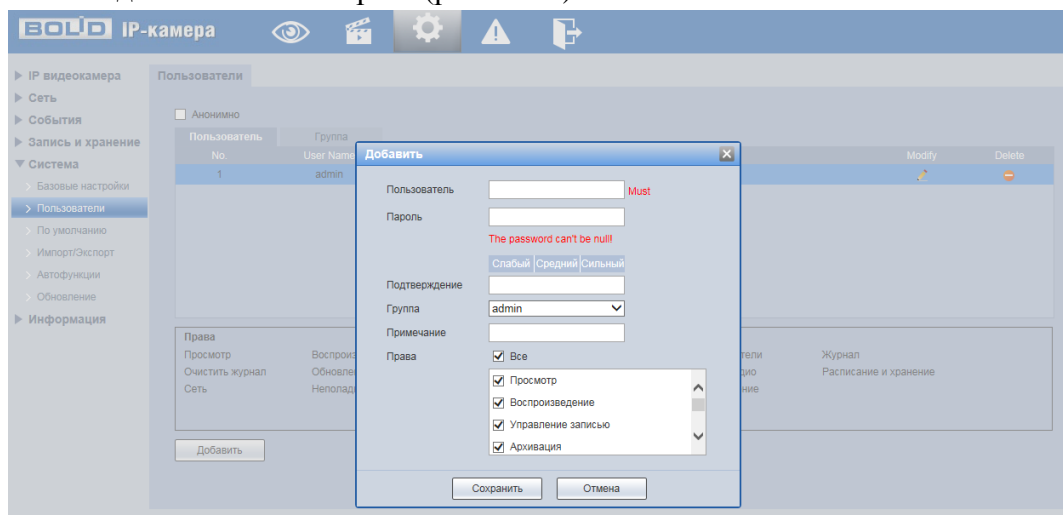 BOLID IP-камера
IP видеокамера
Сеть
События
Запись и хранение
Система
Базовые настройки
Пользователи
По умолчанию
Импорт/Экспорт
Автофункции
Обновление
Информация
Пользователи
Анонимно
Пользователь Группа
No. User Name Modify Delete
1 admin
Добавить
Пользователь Must
Пароль
The password can't be null!
Слабый Средний Сильный
Подтверждение
Группа admin
Примечание
Права Все
Просмотр
Воспроизведение
Управление записью
Архивация
Сохранить Отмена
Права
Просмотр Журнал
Очистить журнал Расписание и хранение
Сеть
Добавить